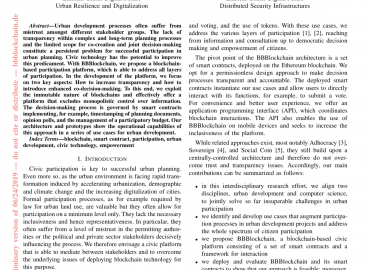 Urban Resilience and Digitalization
Distributed Security Infrastructures
Abstract—Urban development processes often suffer from
mistrust amongst different stakeholder groups. The lack of
transparency within complex and long-term planning processes
and the limited scope for co-creation and joint decision-making
constitute a persistent problem for successful participation in
urban planning. Civic technology has the potential to improve
this predicament. With BBBlockchain, we propose a blockchain-
based participation platform, which is able to address all layers
of participation. In the development of the platform, we focus
on two key aspects: How to increase transparency and how to
introduce enhanced co-decision-making. To this end, we exploit
the immutable nature of blockchains and effectively offer a
platform that excludes monopolistic control over information.
The decision-making process is governed by smart contracts
implementing, for example, timestamping of planning documents,
opinion polls, and the management of a participatory budget. Our
architecture and prototypes show the operational capabilities of
this approach in a series of use cases for urban development.
Index Terms—blockchain, smart contract, participation, urban
development, civic technology, empowerment
I. INTRODUCTION
Civic participation is key to successful urban planning.
Even more so, as the urban environment is facing rapid trans-
formation induced by accelerating urbanization, demographic
and climate change and the increasing digitalization of cities.
Formal participation processes, as for example required by
law for urban land use, are valuable but they often allow for
participation on a minimum level only. They lack the necessary
inclusiveness and hence representativeness. In particular, they
often suffer from a level of mistrust in the permitting author-
ities or the political and private sector stakeholders decisively
influencing the process. We therefore envisage a platform
that is able to mediate between stakeholders and to overcome
the underlying issues of deploying blockchain technology for
this purpose.
and voting, and the use of tokens. With these use cases, we
address the various layers of participation [1], [2], reaching
from information and consultation up to democratic decision
making and empowerment of citizens.
The pivot point of the BBBlockchain architecture is a set
of smart contracts, deployed on the Ethereum blockchain. We
opt for a process-oriented design approach to make decision
processes transparent and accountable. The deployed smart
contracts instantiate our use cases and allow users to directly
interact with its functions, for example, to submit a vote.
For convenience and better user experience, we offer an
application programming interface (API), which coordinates
blockchain interactions. The API also enables the use of
BBBlockchain on mobile devices and seeks to increase the
inclusiveness of the platform.
While related approaches exist, most notably Adhocracy [3],
Sovereign [4], and Social Coin [5], they still build upon a
centrally-controlled architecture and therefore do not over-
come trust and transparency issues. Accordingly, our main
contributions can be summarized as follows:
• in this interdisciplinary research effort, we align two
disciplines, urban development and computer science,
to jointly solve so far insuperable challenges in urban
participation
• we identify and develop our use cases that augment participa-
tion processes in urban development projects and address
the whole spectrum of citizen participation
• we propose BBBlockchain, a blockchain-based civic
platform consisting of a set of smart contracts and a
framework for interaction
• we deploy and evaluate BBBlockchain and its smart